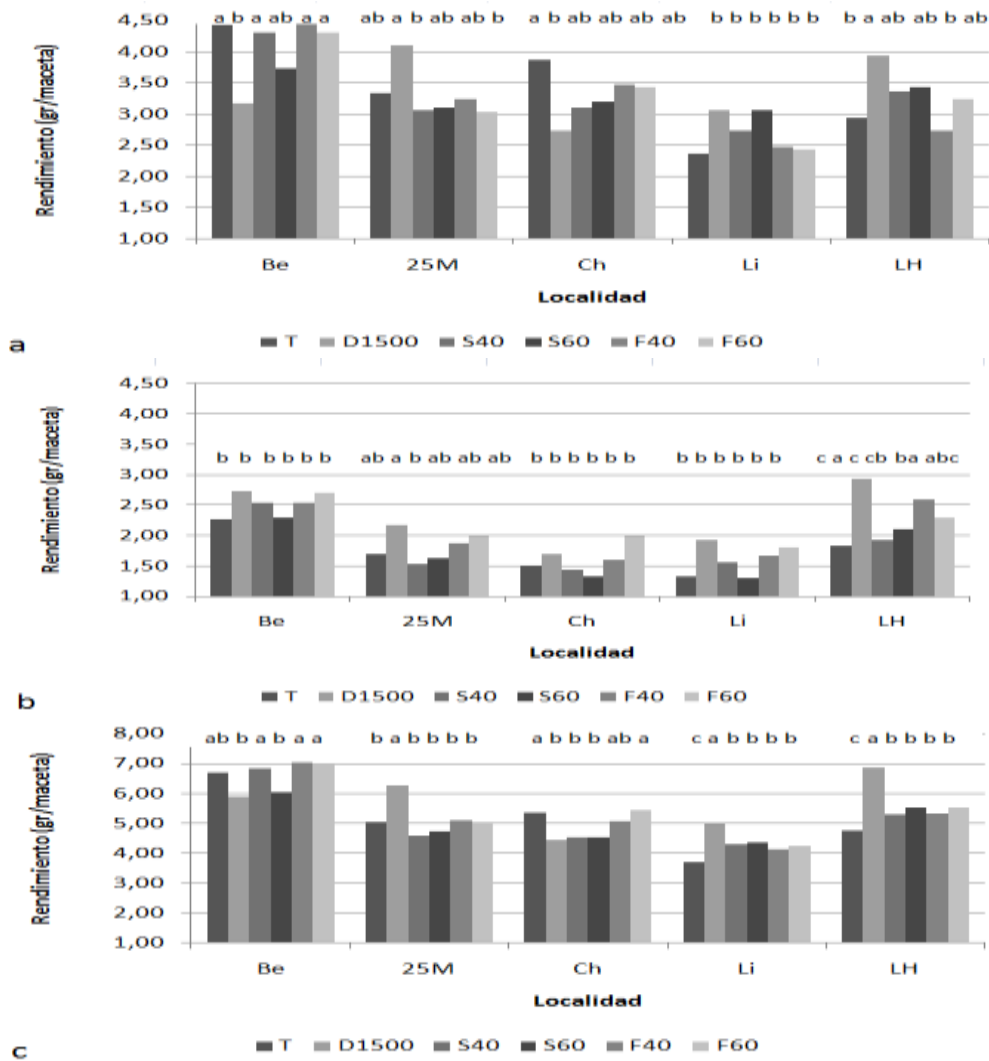 4,50 a b a ab a a ab a b ab ab b a b ab ab ab ab b b b b b b b a ab ab b ab
4,00
3,50
3,00
2,50
2,00
1,50
1,00
Rendimiento (gr/maceta)
Be 25M Ch Li LH
Localidad
T D1500 S40 S60 F40 F60
a
4,50
4,00
3,50
b b b b b b ab a b ab ab ab b b b b b b b b b b b b c a c cb ba abc
3,00
2,50
2,00
1,50
1,00
Rendimiento (gr/maceta)
Be 25M Ch Li LH
Localidad
T D1500 S40 S60 F40 F60
b
8,00 ab b a b a a b a b b b b a b b b ab a c a b b b b c a b b b b
7,00
6,00
5,00
4,00
3,00
2,00
1,00
Rendimiento (gr/maceta)
Be 25M Ch Li LH
Localidad
T D1500 S40 S60 F40 F60
c